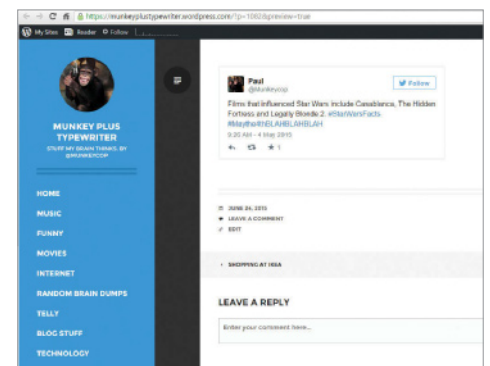 https://munkeyplustypewriter.wordpress.com/?p=1062&preview=true
My Sites Reader Follow
MUNKEY PLUS
TYPEWRITER
STUFF MY BRAIN THINKS. BY
@MUNKEYCOP
HOME
MUSIC
FUNNY
MOVIES
INTERNET
RANDOM BRAIN DUMPS
TELLY
BLOG STUFF
TECHNOLOGY
Paul
@Munkeycop
Follow
Films that influenced Star Wars include Casablanca, The Hidden
Fortress and Legally Blonde 2. #StarWarsFacts
#Maythe4thBLAHBLAHBLAH
9:20 AM - 4 May 2015
1
JUNE 24, 2015
LEAVE A COMMENT
EDIT
SHOPPING AT IKEA
LEAVE A REPLY
Enter your comment here...